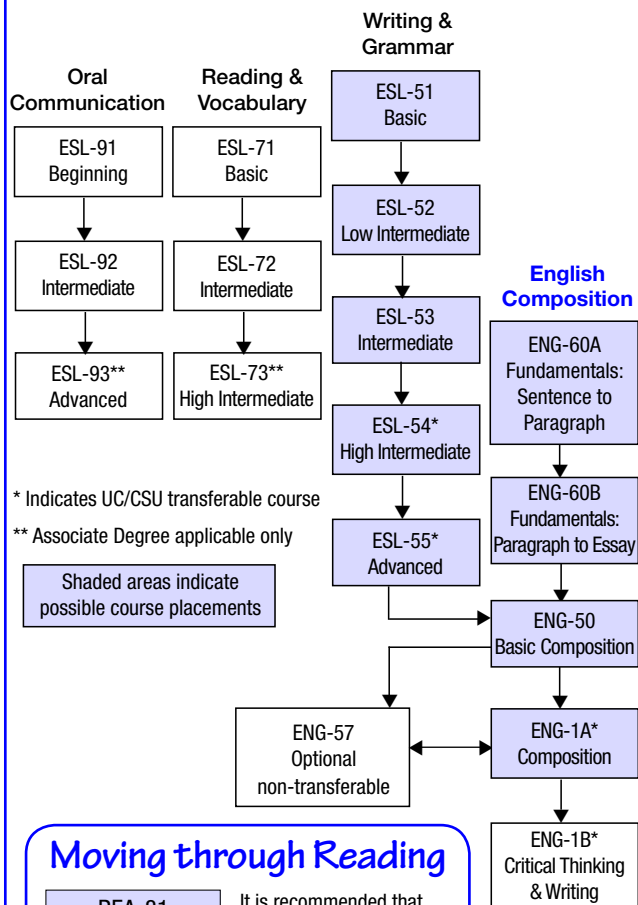 Writing &
Grammar
Oral
Communication
Reading &
Vocabulary
ESL-51
Basic
ESL-91
Beginning
ESL-71
Basic
ESL-52
Low Intermediate
ESL-92
Intermediate
ESL-72
Intermediate
English
Composition
ESL-53
Intermediate
ENG-60A
Fundamentals:
Sentence to
Paragraph
ESL-93**
Advanced
ESL-73**
High Intermediate
ESL-54*
High Intermediate
* Indicates UC/CSU transferable course
** Associate Degree applicable only
ENG-60B
Fundamentals:
Paragraph to Essay
ESL-55*
Advanced
Shaded areas indicate
possible course placements
ENG-50
Basic Composition
ENG-57
Optional
non-transferable
ENG-1A*
Composition
ENG-1B*
Critical Thinking
& Writing
Moving through Reading
It is recommended that